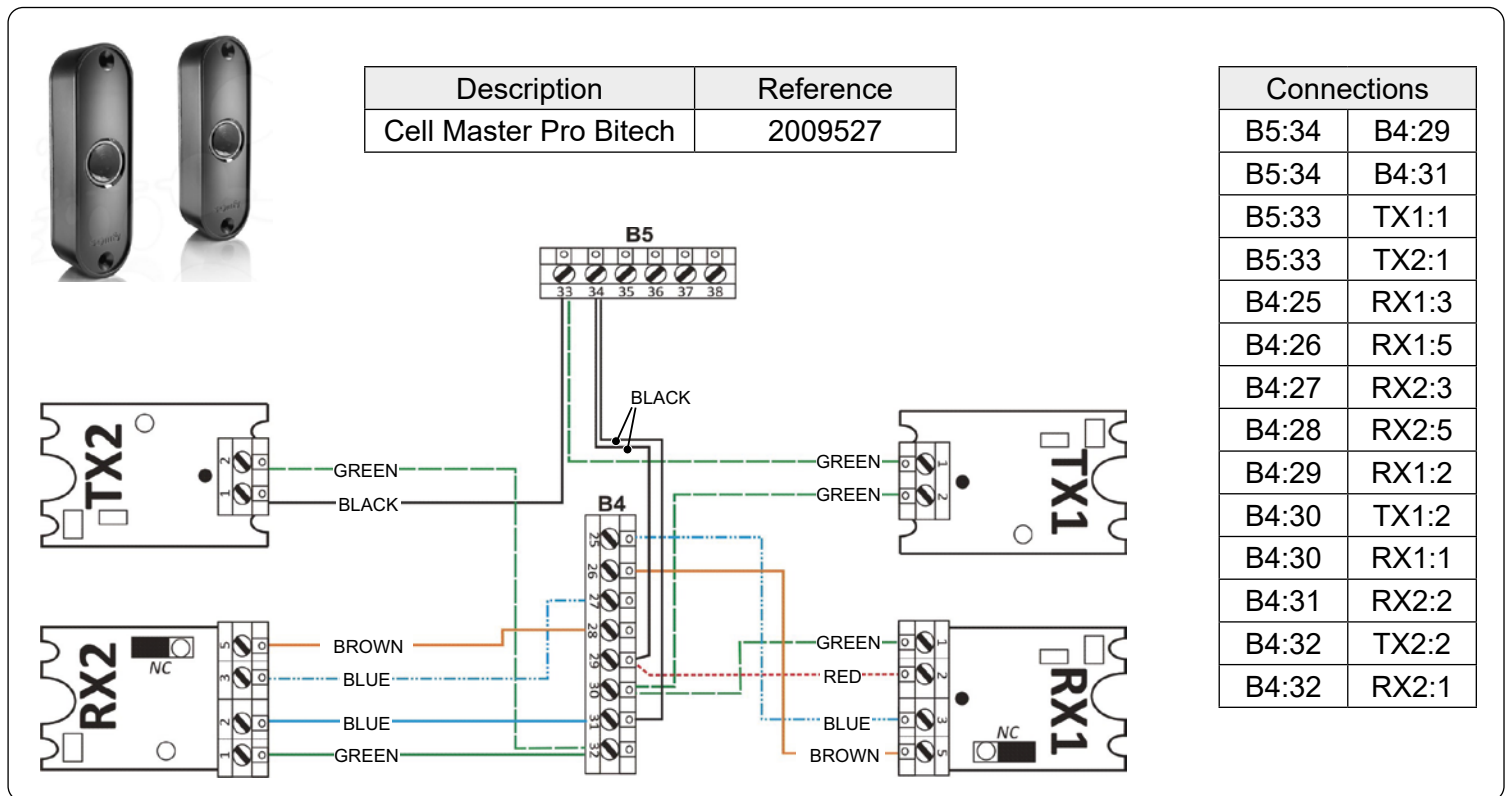 Description Reference
Cell Master Pro Bitech 2009527
Connections
B5:34 B4:29
B5:34 B4:31
B5:33 TX1:1
B5:33 TX2:1
B4:25 RX1:3
B4:26 RX1:5
B4:27 RX2:3
B4:28 RX2:5
B4:29 RX1:2
B4:30 TX1:2
B4:30 RX1:1
B4:31 RX2:2
B4:32 TX2:2
B4:32 RX2:1
B5
33 34 35 36 37 38
BLACK
TX2
2
1
GREEN
BLACK
GREEN
GREEN
1
2
TX1
B4
25
26
27
28
29
30
31
32
RX2
NC
5
3
2
1
BROWN
BLUE
BLUE
GREEN
GREEN
RED
BLUE
BROWN
1
2
3
5
NC
RX1